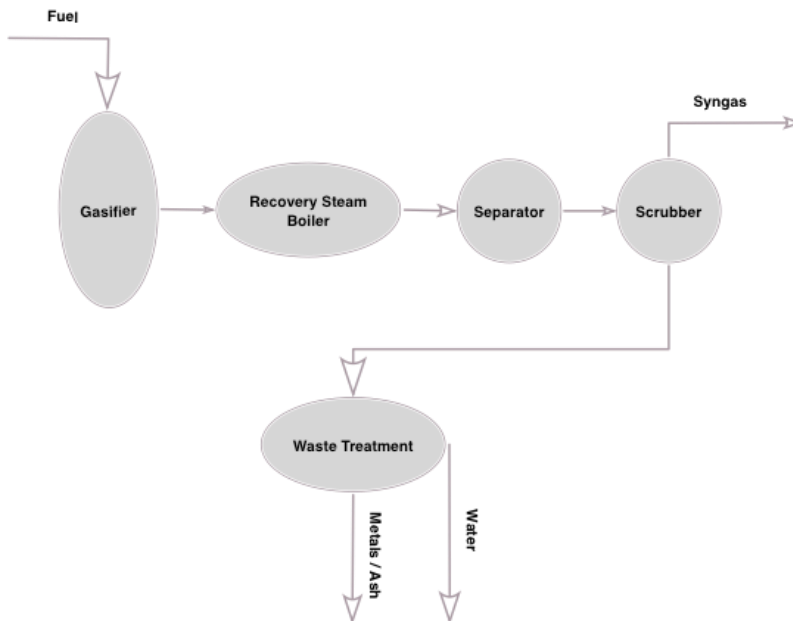 Fuel
Syngas
Gasifier
Recovery Steam
Boiler
Separator
Scrubber
Waste Treatment
Metals / Ash
Water